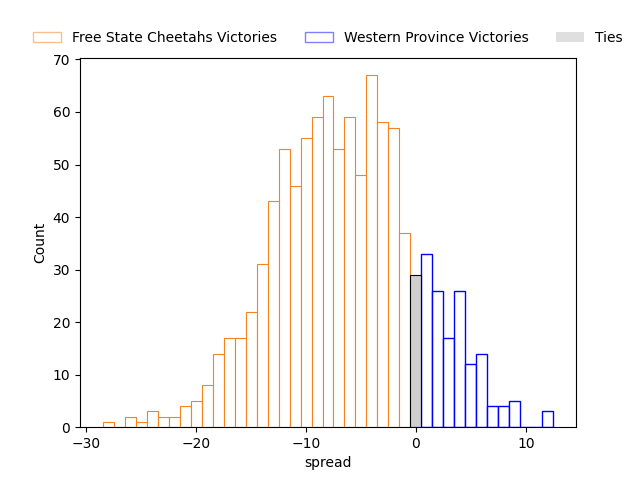 Free State Cheetahs Victories Western Province Victories Ties
70
60
50
40
30
20
10
0
Count
−30 −20 −10 0 10
spread